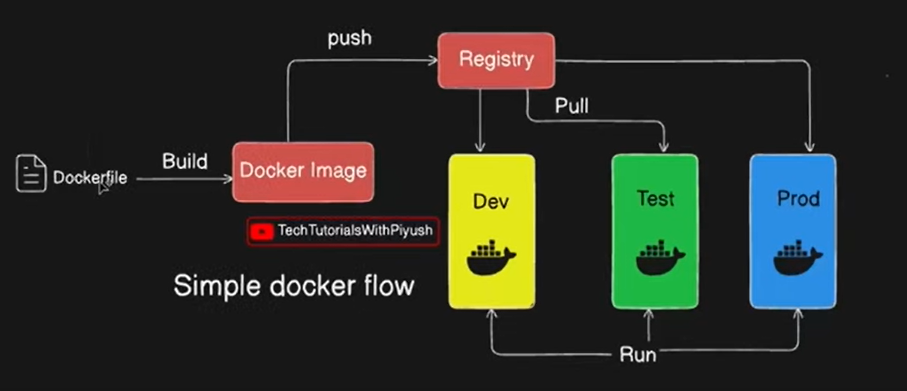 push
Registry
Pull
Dockerfile
Build
Docker Image
Dev
Test
Prod
TechTutorialsWithPiyush
Simple docker flow
Run